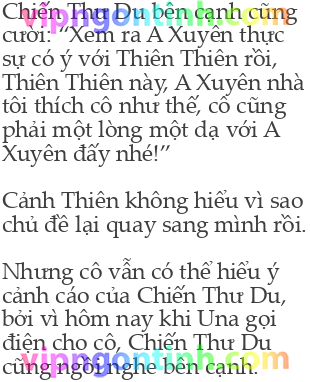 Chiến Thư Du bên cạnh cũng
vipngontinh.com
cười. “Xem ra A Xuyên thực
sự có ý với Thiên Thiên rồi,
Thiên Thiên này, A Xuyên nhà
tôi thích cô như thế, cô cũng
phải một lòng một dạ với A
Xuyên đấy nhé!”
Cảnh Thiên không hiểu vì sao
chủ đề lại quay sang mình rồi.
Nhưng cô vẫn có thể hiểu ý
cảnh cáo của Chiến Thư Du,
bởi vì hôm nay khi Una gọi
điện cho cô, Chiến Thư Du
vipngontinh.com
cũng ngồi nghe bên cạnh.